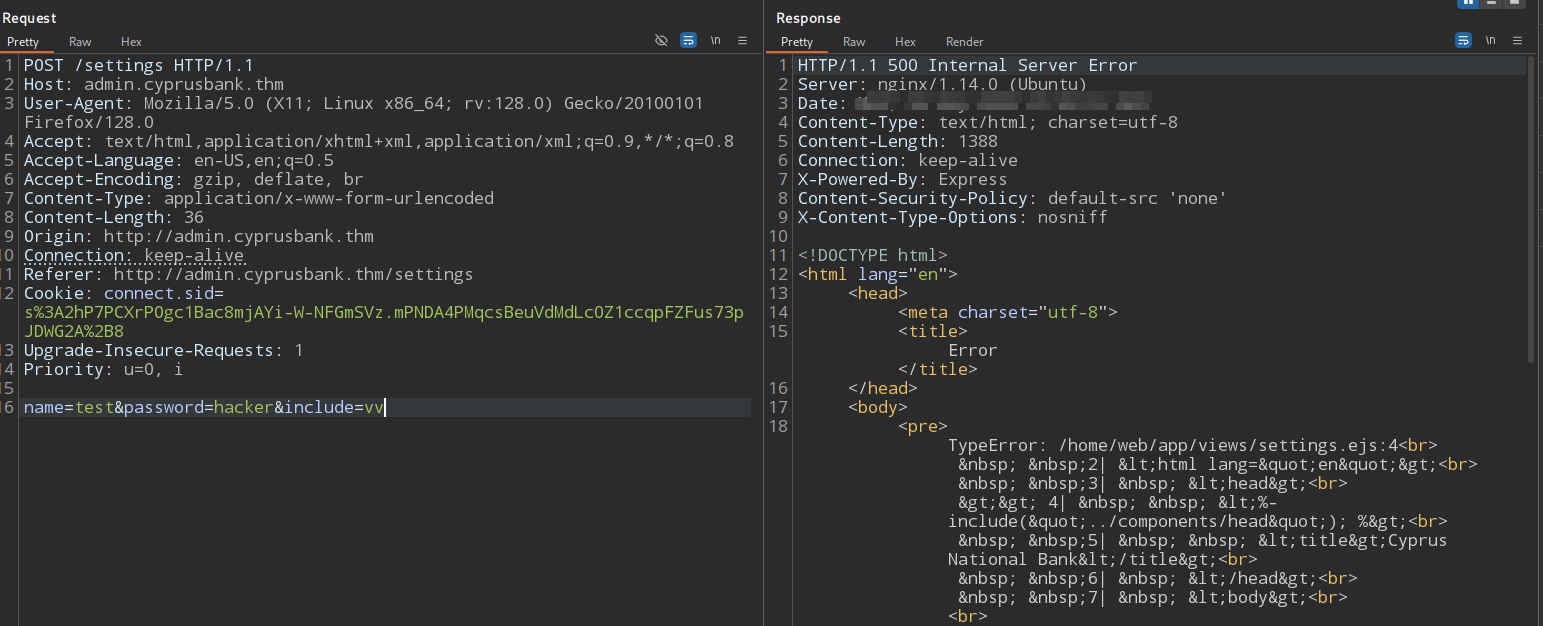 Request
Pretty Raw Hex
\n
1 POST /settings HTTP/1.1
2 Host: admin.cyprusbank.thm
3 User-Agent: Mozilla/5.0 (X11; Linux x86_64; rv:128.0) Gecko/20100101
Firefox/128.0
4 Accept: text/html,application/xhtml+xml,application/xml;q=0.9,*/*;q=0.8
5 Accept-Language: en-US,en;q=0.5
6 Accept-Encoding: gzip, deflate, br
7 Content-Type: application/x-www-form-urlencoded
8 Content-Length: 36
9 Origin: http://admin.cyprusbank.thm
10 Connection: keep-alive
11 Referer: http://admin.cyprusbank.thm/settings
12 Cookie: connect.sid=
s%3A2hP7PCXrP0gc1Bac8mjAYi-W-NFGmSVz.mPNDA4PMqcsBeuVdMdLcOZ1ccqpFZFus73p
JDWG2A%2B8
13 Upgrade-Insecure-Requests: 1
14 Priority: u=0, i
15
16 name=test&password=hacker&include=vv
Response
Pretty Raw Hex Render
\n
1 HTTP/1.1 500 Internal Server Error
2 Server: nginx/1.14.0 (Ubuntu)
3 Date:
4 Content-Type: text/html; charset=utf-8
5 Content-Length: 1388
6 Connection: keep-alive
7 X-Powered-By: Express
8 Content-Security-Policy: default-src 'none'
9 X-Content-Type-Options: nosniff
10
11 <!DOCTYPE html>
12 <html lang="en">
13 <head>
14 <meta charset="utf-8">
15 <title>
Error
</title>
16 </head>
17 <body>
18 <pre>
TypeError: /home/web/app/views/settings.ejs:4<br>
&nbsp; &nbsp;2| &lt;html lang=&quot;en&quot;&gt;<br>
&nbsp; &nbsp;3| &nbsp; &lt;head&gt;<br>
&gt;&gt; 4| &nbsp; &nbsp; &lt;%-
include(&quot;../components/head&quot;); %&gt;<br>
&nbsp; &nbsp;5| &nbsp; &nbsp; &lt;title&gt;Cyprus
National Bank&lt;/title&gt;<br>
&nbsp; &nbsp;6| &nbsp; &lt;/head&gt;<br>
&nbsp; &nbsp;7| &nbsp; &lt;body&gt;<br>
<br>